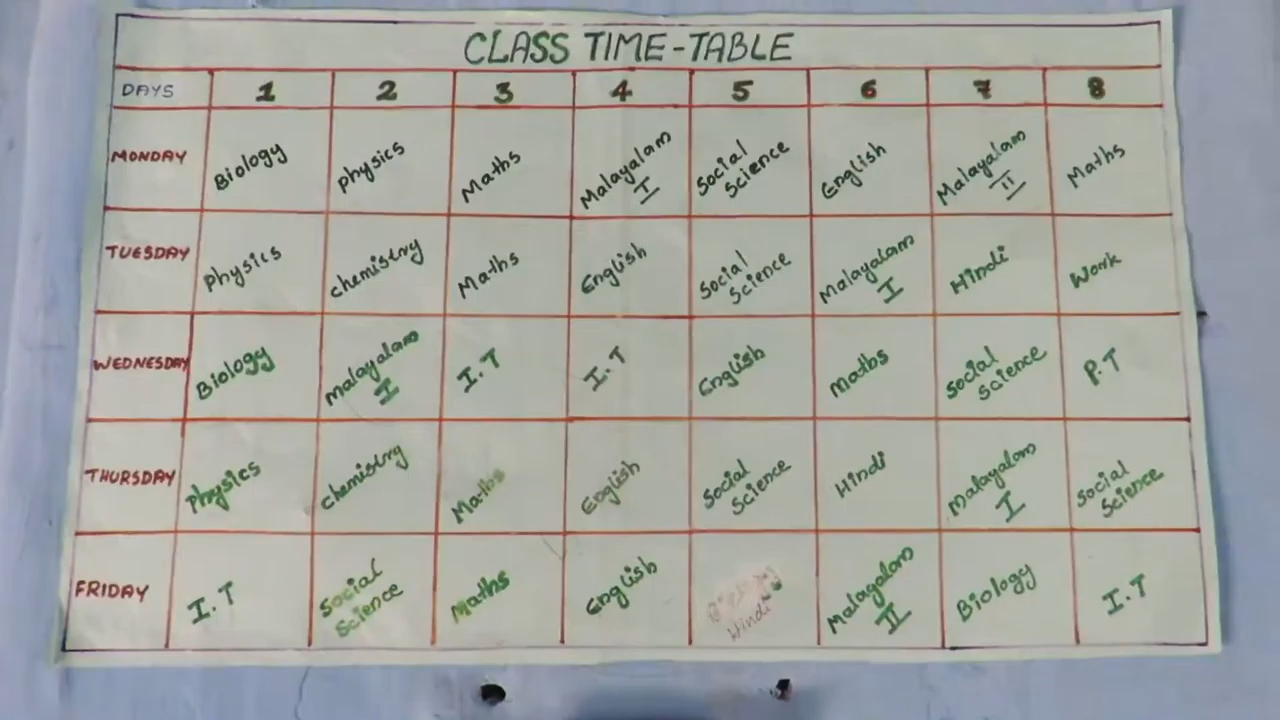 CLASS TIME-TABLE
DAYS 1 2 3 4 5 6 7 8
MONDAY Biology Physics Maths Malayalam I Social Science English Malayalam II Maths
TUESDAY Physics chemistry Maths English Social Science Malayalam I Hindi Work
WEDNESDAY Biology Malayalam I I.T I.T English Maths Social Science P.T
THURSDAY Physics chemistry Maths English Social Science Hindi Malayalam I Social Science
FRIDAY I.T Social Science Maths English Hindi Malayalam II Biology I.T